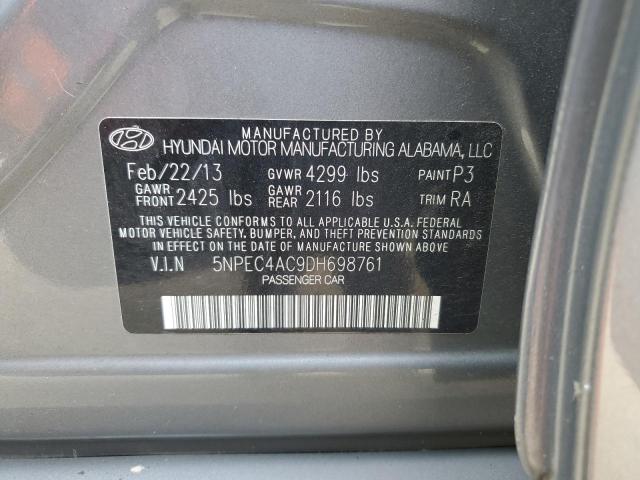 MANUFACTURED BY
HYUNDAI MOTOR MANUFACTURING ALABAMA, LLC
Feb/22/13 GVWR 4299 lbs PAINT P3
GAWR FRONT 2425 lbs GAWR REAR 2116 lbs TRIM RA
THIS VEHICLE CONFORMS TO ALL APPLICABLE U.S.A. FEDERAL
MOTOR VEHICLE SAFETY, BUMPER, AND THEFT PREVENTION STANDARDS
IN EFFECT ON THE DATE OF MANUFACTURE SHOWN ABOVE.
V.I.N 5NPEC4AC9DH698761
PASSENGER CAR